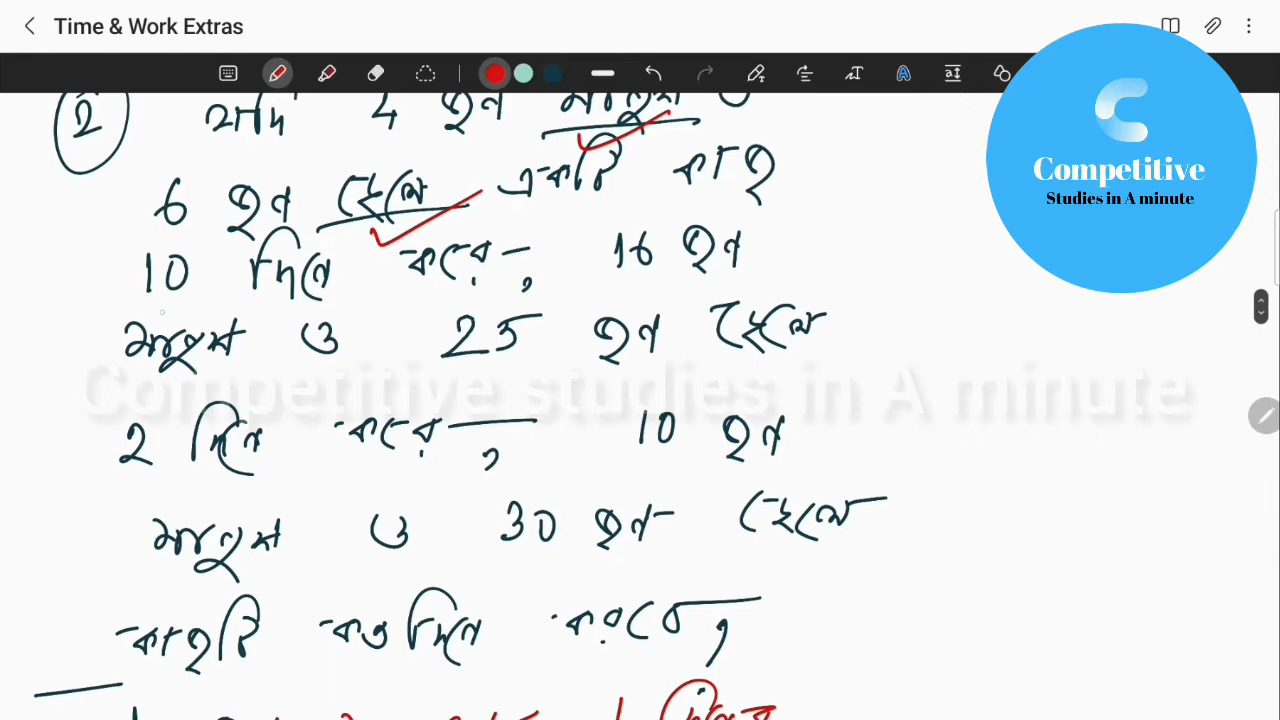 Time & Work Extras
Competitive
Studies in A minute
2 যদি 4 জন মানুষ ও
6 জন ছেলে একটি কাজ
10 দিনে করে, 16 জন
মানুষ ও 25 জন ছেলে
Competitive studies in A minute
2 দিনে করে, 10 জন
মানুষ ও 30 জন ছেলে
কাজটি কত দিনে করবে,